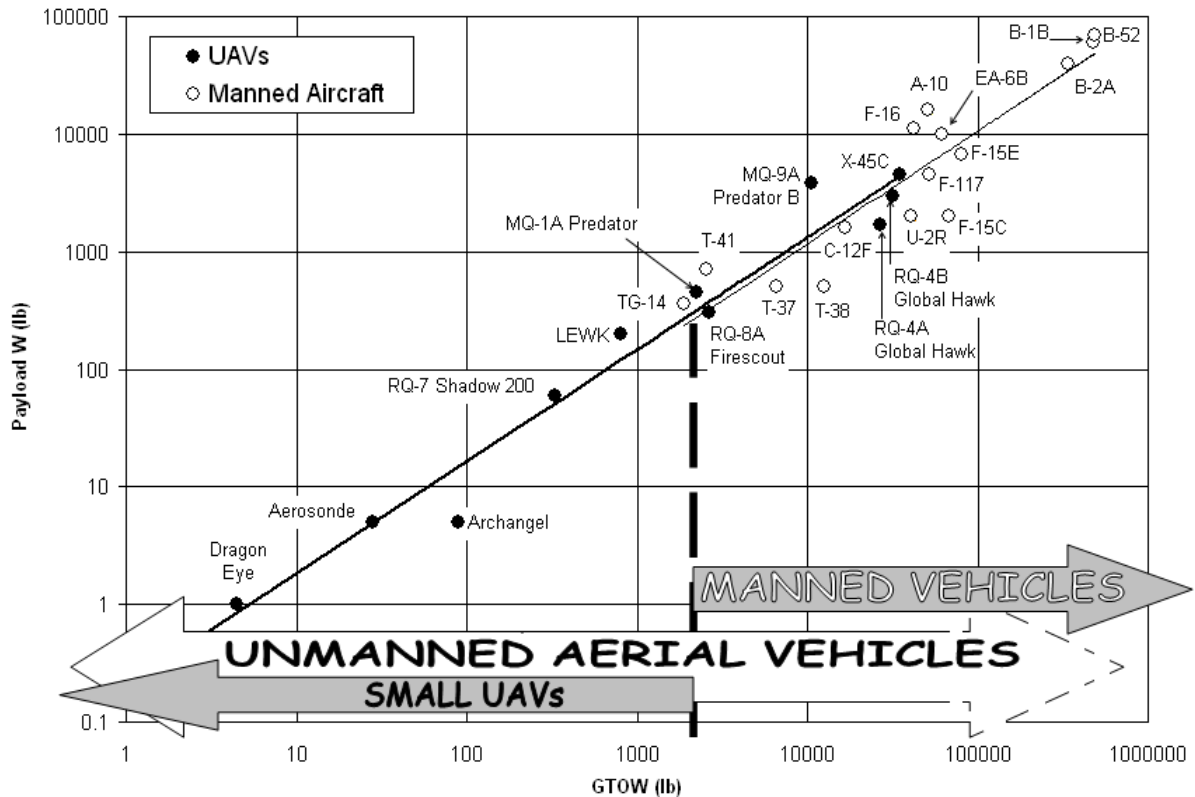 100000
UAVs
Manned Aircraft
B-1B
B-52
B-2A
A-10
EA-6B
F-16
10000
X-45C
F-15E
MQ-9A
Predator B
F-117
MQ-1A Predator
T-41
C-12F
U-2R
F-15C
1000
TG-14
T-37
T-38
RQ-4B
Global Hawk
LEWK
RQ-8A
Firescout
RQ-4A
Global Hawk
100
RQ-7 Shadow 200
Payload W (lb)
10
Aerosonde
Archangel
Dragon
Eye
1
MANNED VEHICLES
UNMANNED AERIAL VEHICLES
SMALL UAVs
0.1
1
10
100
1000
10000
100000
1000000
GTOW (lb)